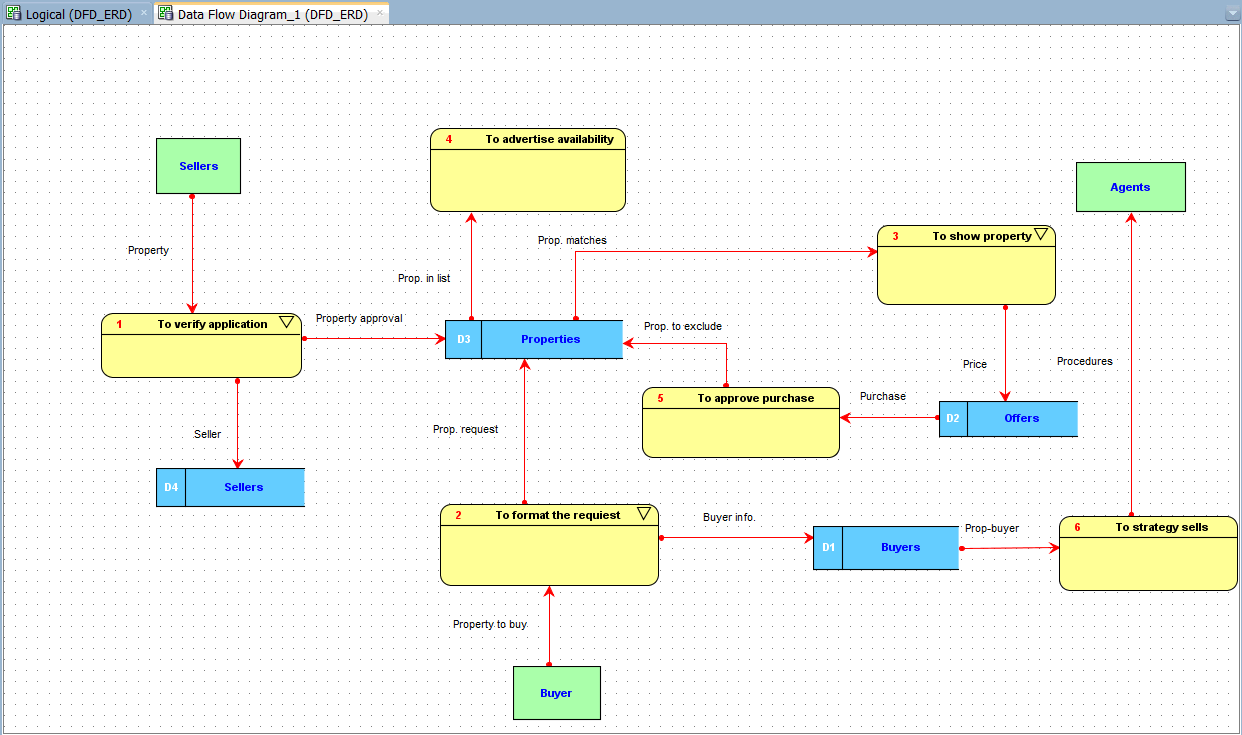 Logical (DFD_ERD)
Data Flow Diagram_1 (DFD_ERD)
4 To advertise availability
Sellers
Agents
3 To show property
Prop. matches
Property
Prop. in list
1 To verify application
Property approval
D3 Properties
Prop. to exclude
Price
Procedures
5 To approve purchase
Purchase
D2 Offers
Prop. request
Seller
D4 Sellers
2 To format the requiest
Buyer info.
D1 Buyers
Prop-buyer
6 To strategy sells
Property to buy
Buyer